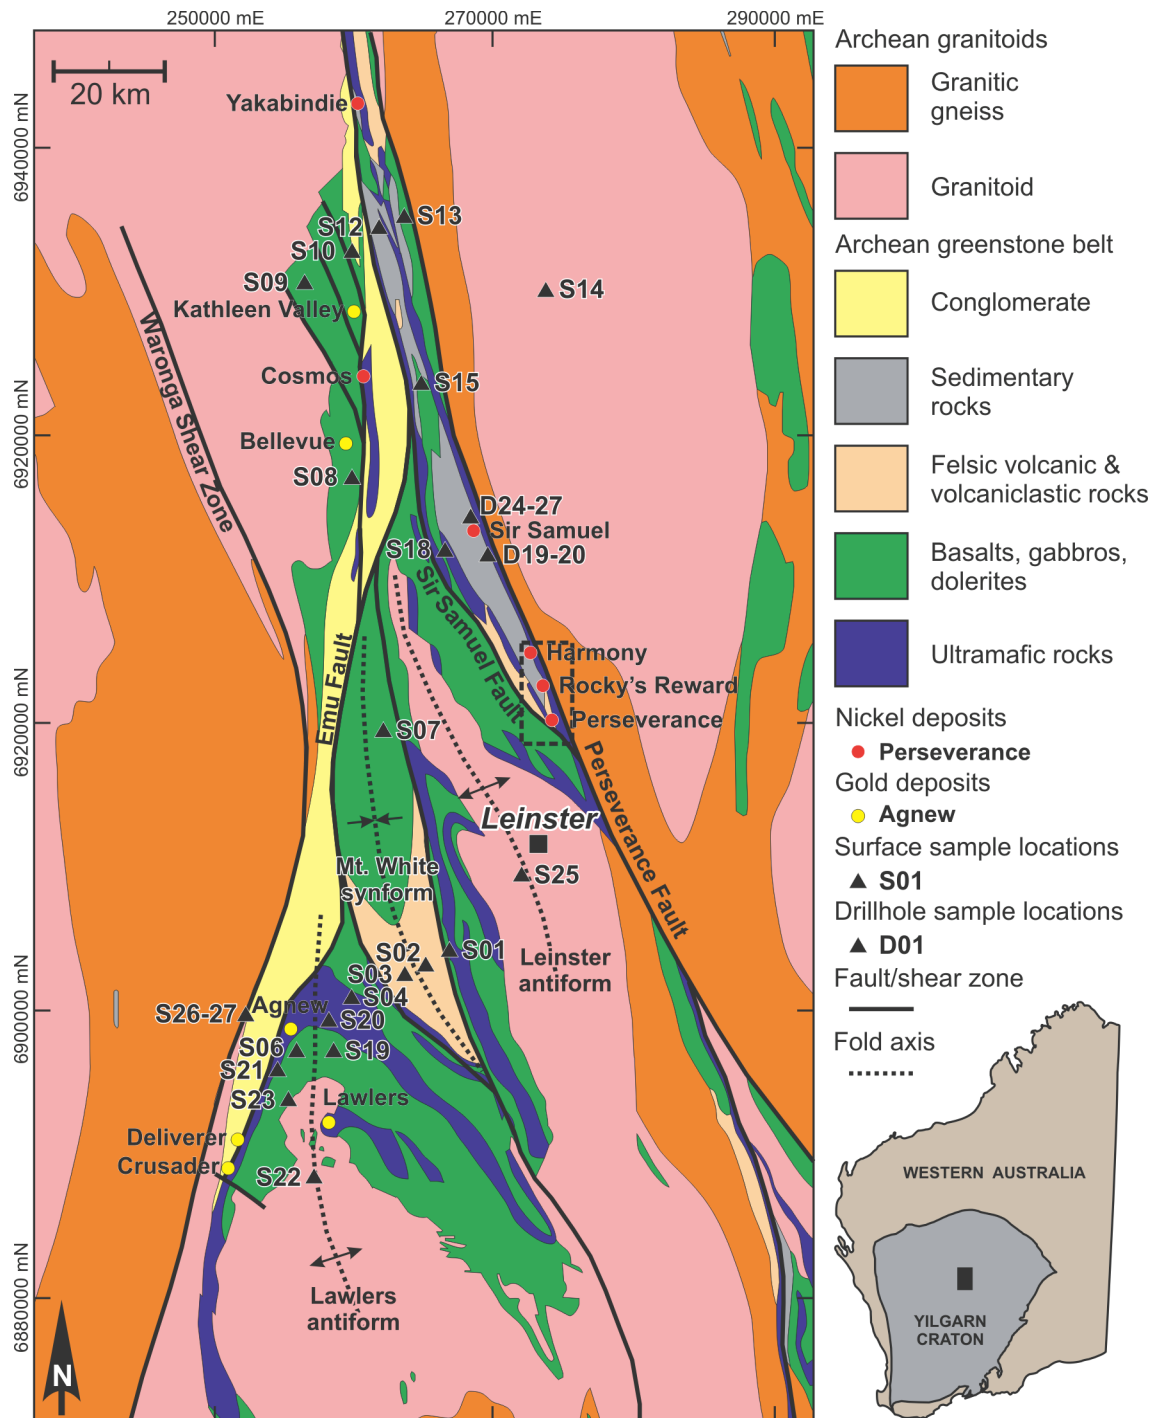 250000 mE
270000 mE
290000 mE
6940000 mN
6920000 mN
6920000 mN
6900000 mN
6880000 mN
20 km
Yakabindie
S12
S13
S10
S09
S14
Kathleen Valley
Waronga Shear Zone
Cosmos
S15
Bellevue
S08
D24-27
Sir Samuel
S18
D19-20
Sir Samuel Fault
Emu Fault
Harmony
Rocky's Reward
Perseverance
S07
Perseverance Fault
Leinster
Mt. White
synform
S25
S02
S01
Leinster
antiform
S03
S04
Agnew
S26-27
S20
S06
S19
S21
S23
Lawlers
Deliverer
Crusader
S22
Lawlers
antiform
N
Archean granitoids
Granitic
gneiss
Granitoid
Archean greenstone belt
Conglomerate
Sedimentary
rocks
Felsic volcanic &
volcaniclastic rocks
Basalts, gabbros,
dolerites
Ultramafic rocks
Nickel deposits
Perseverance
Gold deposits
Agnew
Surface sample locations
S01
Drillhole sample locations
D01
Fault/shear zone
Fold axis
WESTERN AUSTRALIA
YILGARN
CRATON